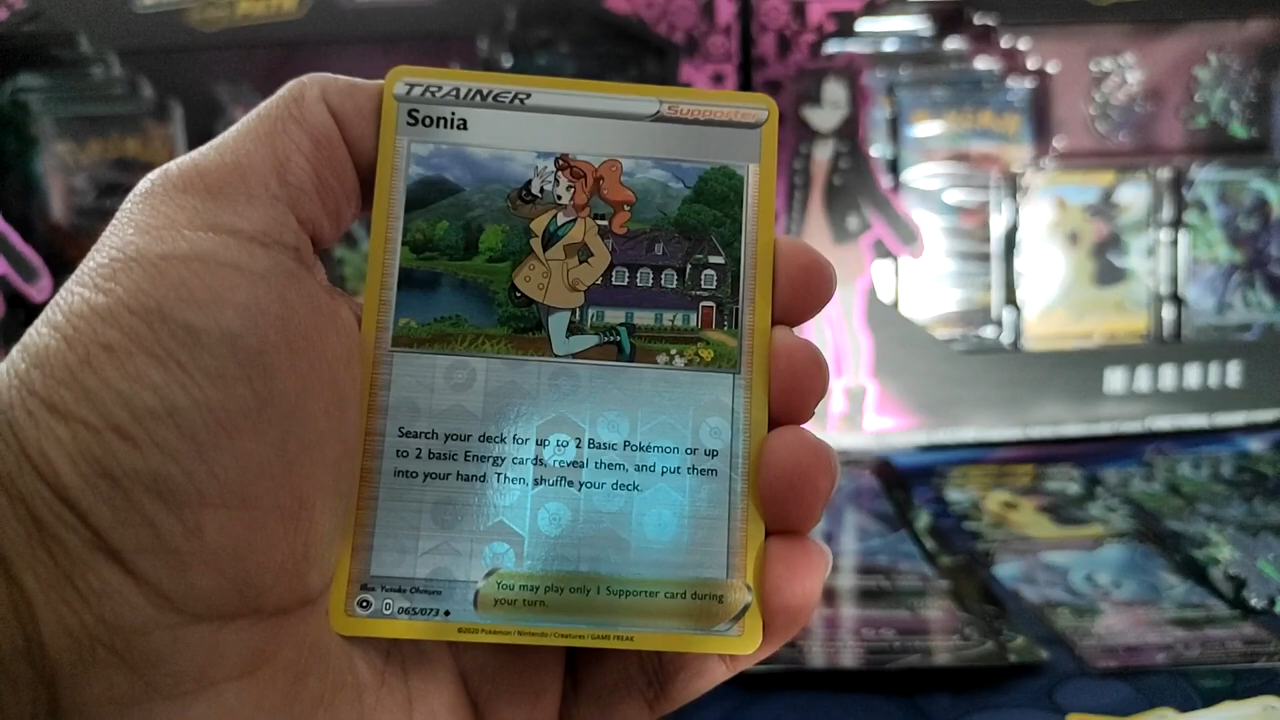 TRAINER
Supporter
Sonia
Search your deck for up to 2 Basic Pokémon or up
to 2 basic Energy cards, reveal them, and put them
into your hand. Then, shuffle your deck.
You may play only 1 Supporter card during
your turn.
Illus. Yusuke Ohmura
D 065/073
©2020 Pokémon / Nintendo / Creatures / GAME FREAK
MARNIE